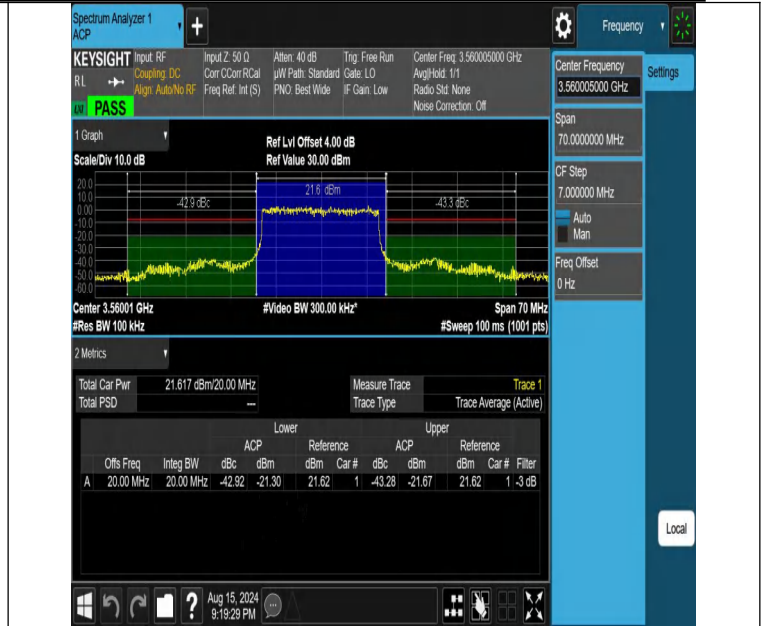 Spectrum Analyzer 1
ACP
+
Frequency
KEYSIGHT Input: RF Input Z: 50 Ω Atten: 40 dB Trig: Free Run Center Freq: 3.560005000 GHz
RL Coupling: DC Corr CCorr RCal µW Path: Standard Gate: LO Avg|Hold: 1/1
Align: Auto/No RF Freq Ref: Int (S) PNO: Best Wide IF Gain: Low Radio Std: None
LXI PASS Noise Correction: Off
Center Frequency
3.560005000 GHz
Settings
Span
70.0000000 MHz
CF Step
7.000000 MHz
Auto
Man
Freq Offset
0 Hz
1 Graph
Ref Lvl Offset 4.00 dB
Scale/Div 10.0 dB Ref Value 30.00 dBm
20.0
10.0
0.00
-10.0
-20.0
-30.0
-40.0
-50.0
-60.0
-42.9 dBc 21.6 dBm -43.3 dBc
Center 3.56001 GHz #Video BW 300.00 kHz* Span 70 MHz
#Res BW 100 kHz #Sweep 100 ms (1001 pts)
2 Metrics
Total Car Pwr 21.617 dBm/20.00 MHz Measure Trace Trace 1
Total PSD --- Trace Type Trace Average (Active)
Lower Upper
ACP Reference ACP Reference
Offs Freq Integ BW dBc dBm dBm Car # dBc dBm dBm Car # Filter
A 20.00 MHz 20.00 MHz -42.92 -21.30 21.62 1 -43.28 -21.67 21.62 1 -3 dB
Local
?
Aug 15, 2024
9:19:29 PM